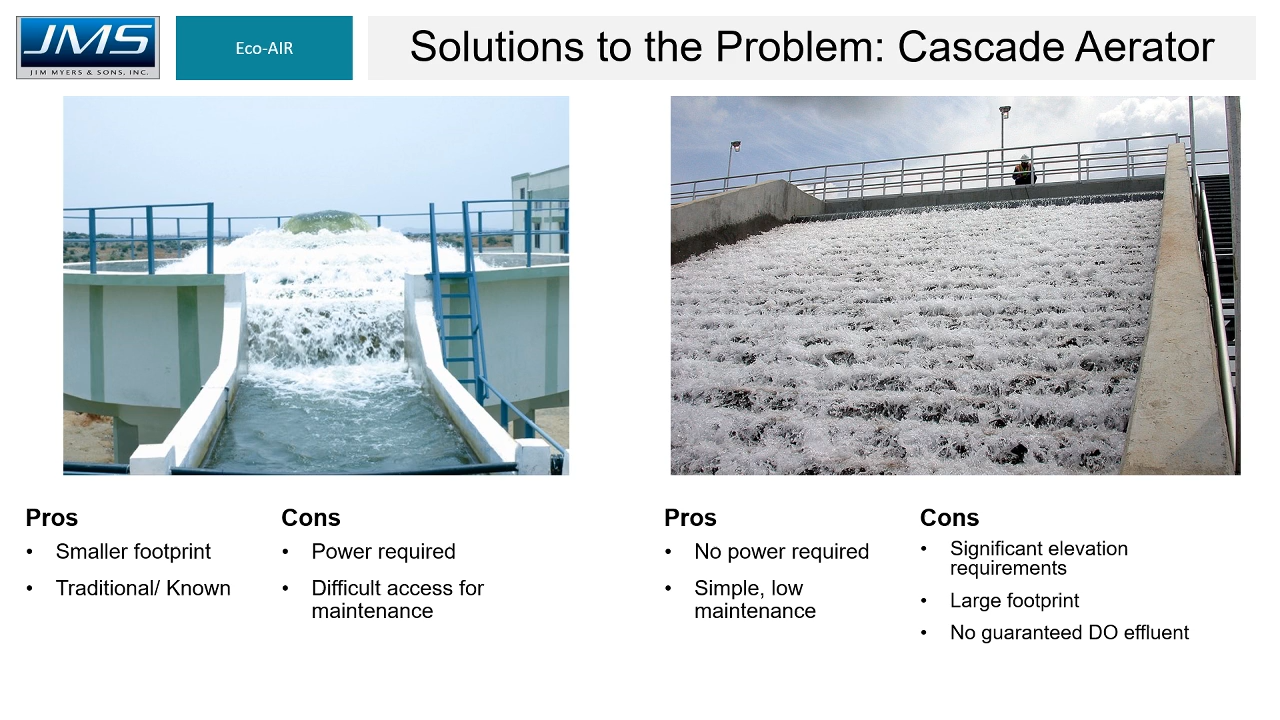 JMS
JIM MYERS & SONS, INC.
Eco-AIR
Solutions to the Problem: Cascade Aerator
Pros
• Smaller footprint
• Traditional/ Known
Cons
• Power required
• Difficult access for
maintenance
Pros
• No power required
• Simple, low
maintenance
Cons
• Significant elevation
requirements
• Large footprint
• No guaranteed DO effluent